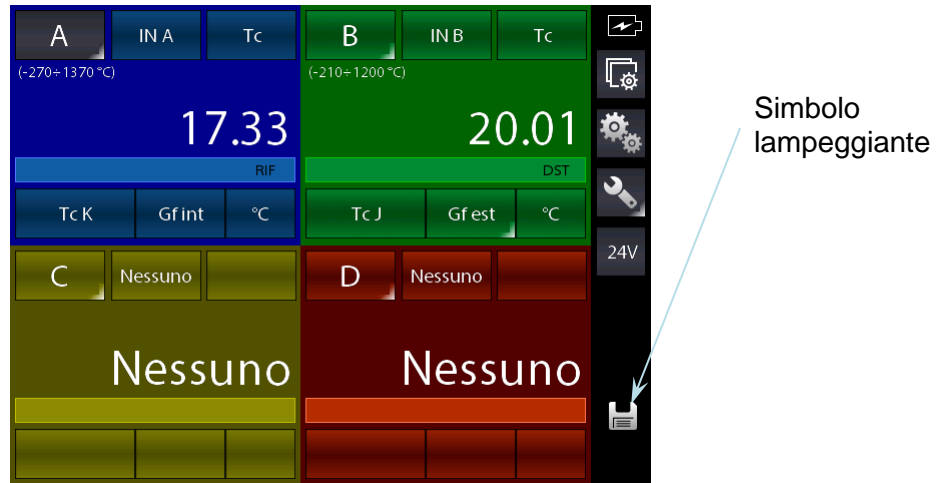 A IN A Tc
(-270÷1370 °C)
17.33
RIF
Tc K Gf int °C
B IN B Tc
(-210÷1200 °C)
20.01
DST
Tc J Gf est °C
C Nessuno
Nessuno
D Nessuno
Nessuno
24V
Simbolo
lampeggiante